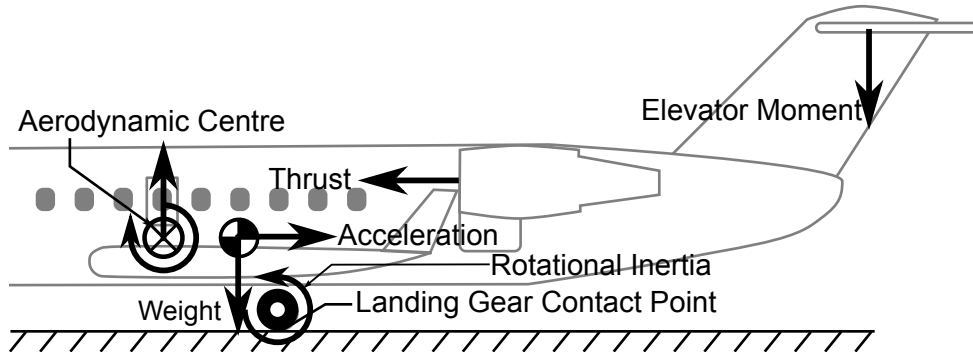 Elevator Moment
Aerodynamic Centre
Thrust
Acceleration
Rotational Inertia
Weight
Landing Gear Contact Point